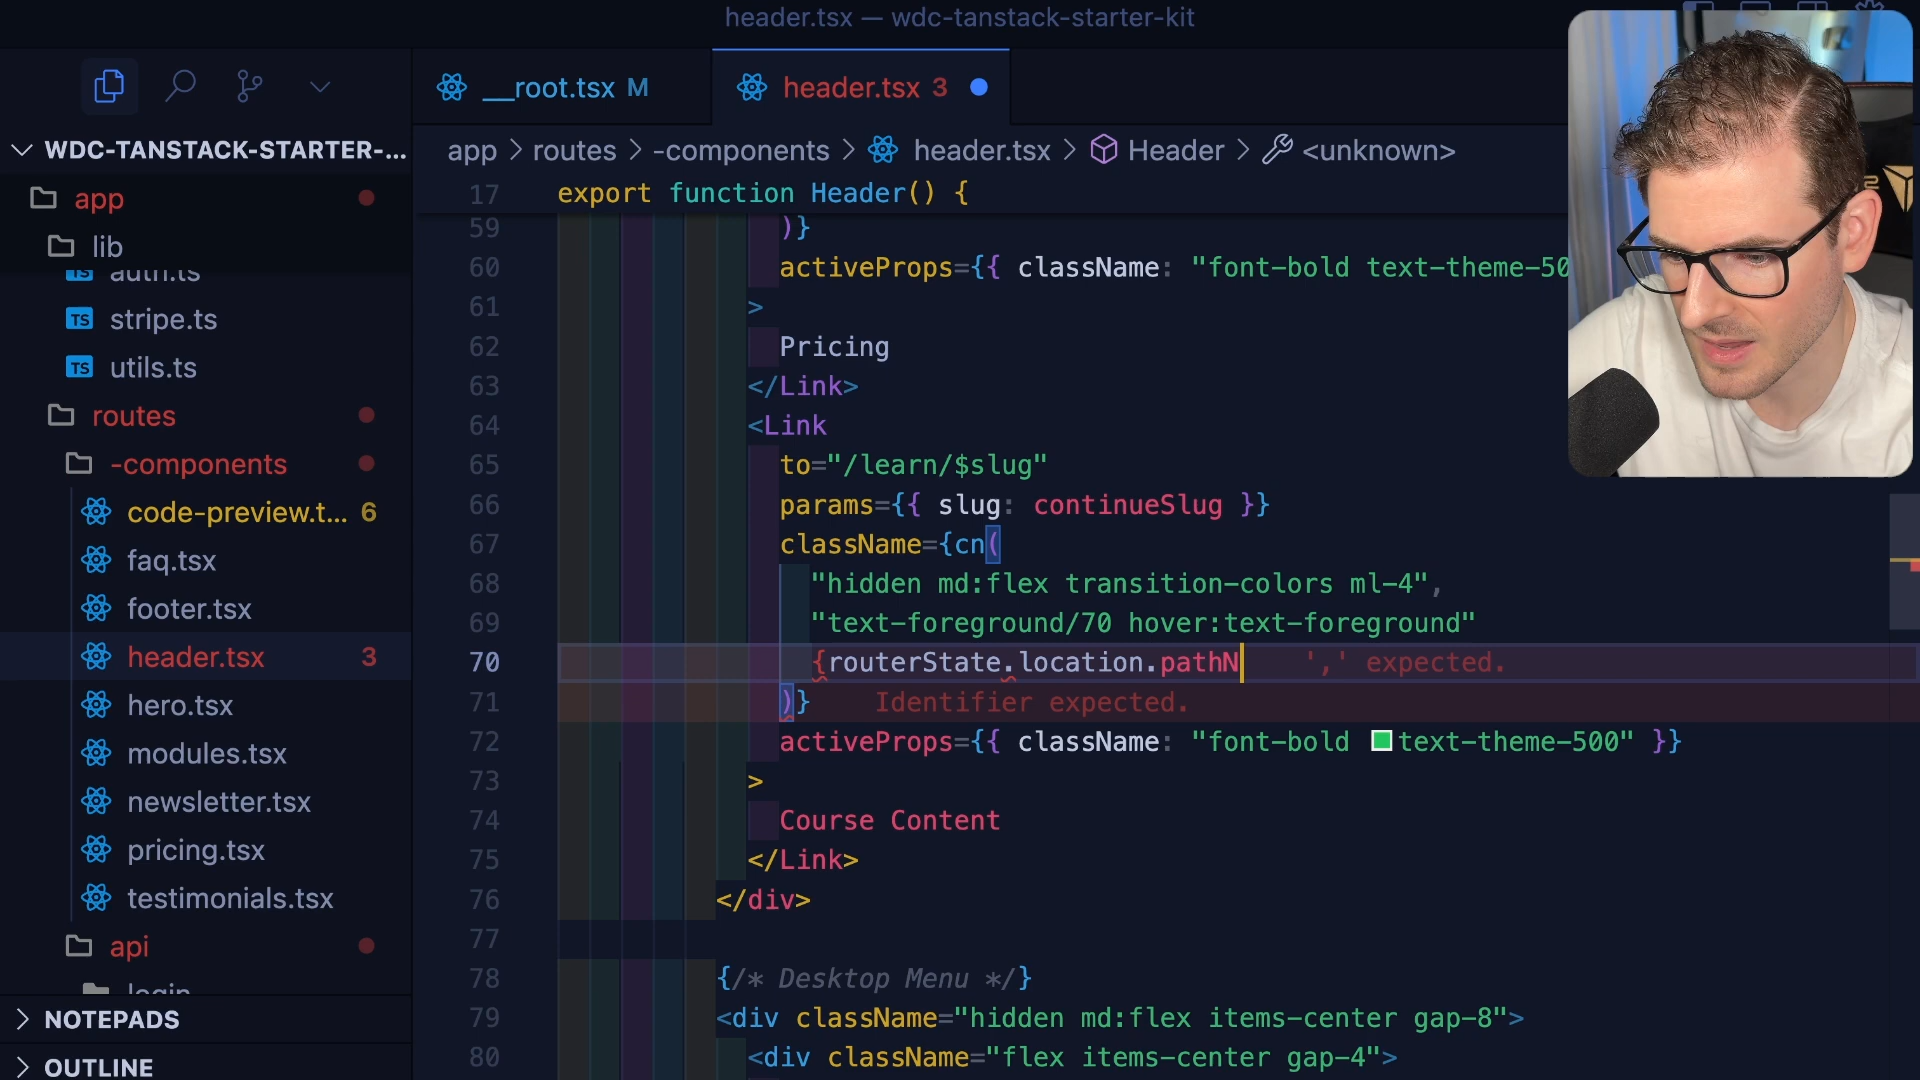 header.tsx — wdc-tanstack-starter-kit
__root.tsx M
header.tsx 3
WDC-TANSTACK-STARTER-...
app
lib
auth.ts
TS stripe.ts
TS utils.ts
routes
-components
code-preview.t... 6
faq.tsx
footer.tsx
header.tsx 3
hero.tsx
modules.tsx
newsletter.tsx
pricing.tsx
testimonials.tsx
api
login
NOTEPADS
OUTLINE
app > routes > -components > header.tsx > Header > <unknown>
17 export function Header() {
59 )}
60 activeProps={{ className: "font-bold text-theme-50
61 >
62 Pricing
63 </Link>
64 <Link
65 to="/learn/$slug"
66 params={{ slug: continueSlug }}
67 className={cn(
68 "hidden md:flex transition-colors ml-4",
69 "text-foreground/70 hover:text-foreground"
70 {routerState.location.pathN ',' expected.
71 )} Identifier expected.
72 activeProps={{ className: "font-bold text-theme-500" }}
73 >
74 Course Content
75 </Link>
76 </div>
77
78 {/* Desktop Menu */}
79 <div className="hidden md:flex items-center gap-8">
80 <div className="flex items-center gap-4">